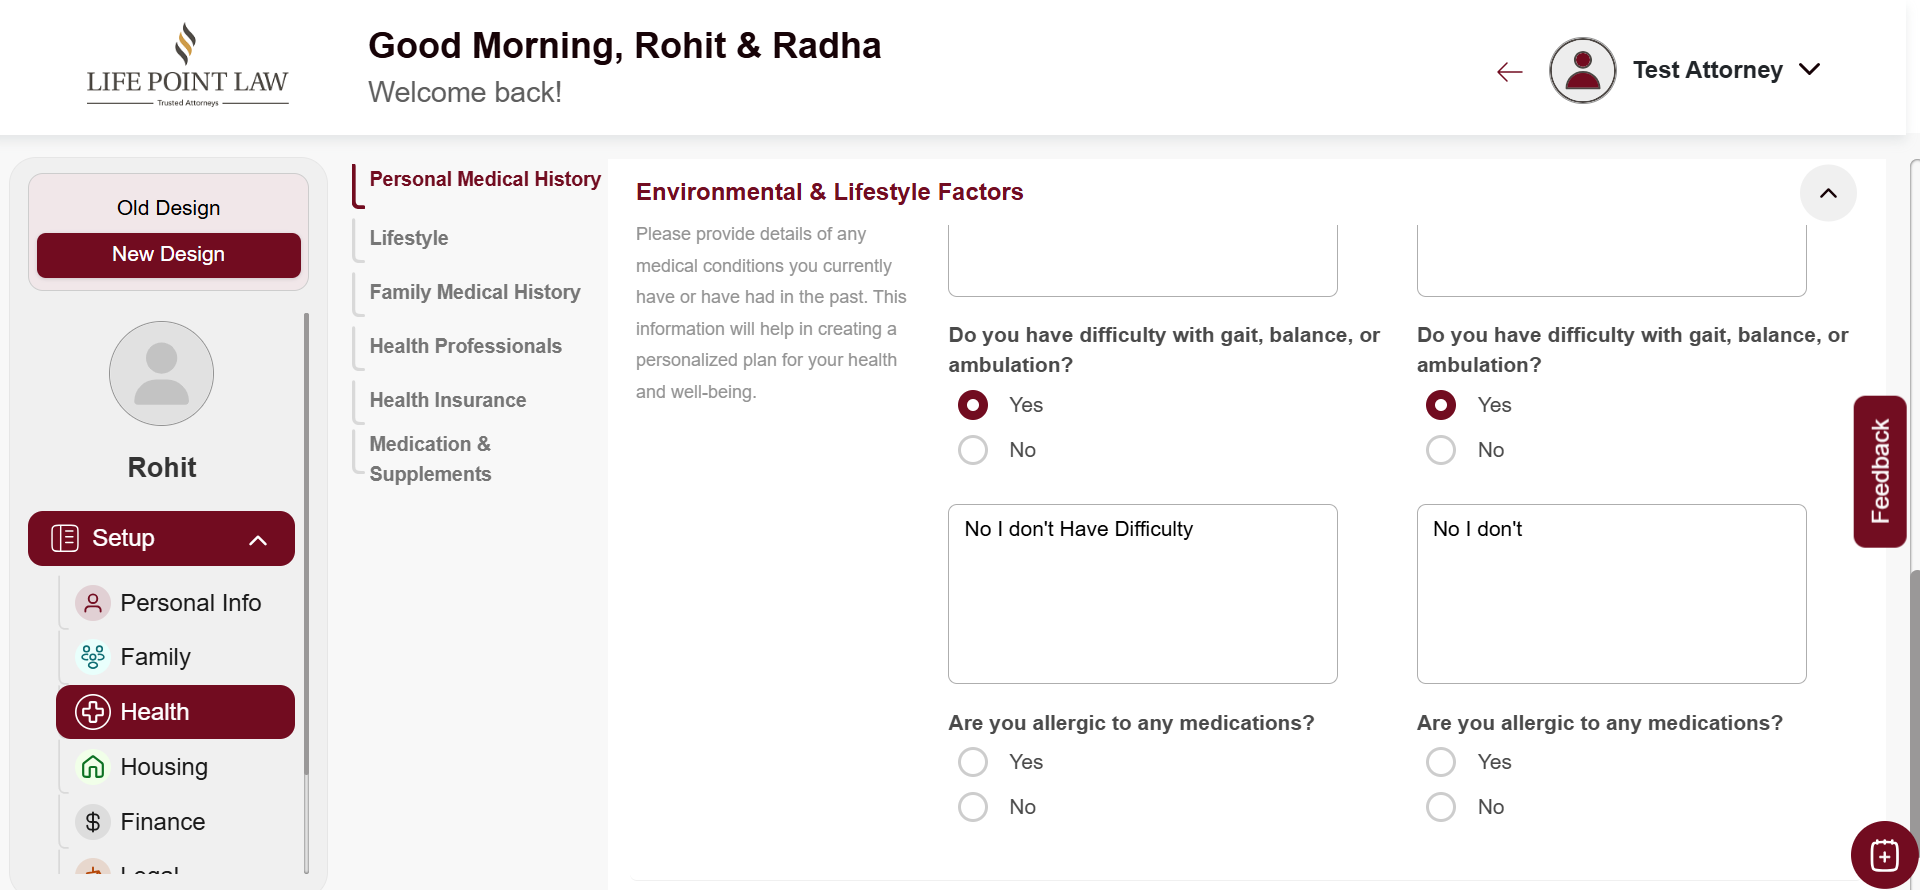 LIFE POINT LAW
Trusted Attorneys
Good Morning, Rohit & Radha
Welcome back!
Test Attorney
Old Design
New Design
Rohit
Setup
Personal Info
Family
Health
Housing
Finance
Legal
Personal Medical History
Lifestyle
Family Medical History
Health Professionals
Health Insurance
Medication &
Supplements
Environmental & Lifestyle Factors
Please provide details of any
medical conditions you currently
have or have had in the past. This
information will help in creating a
personalized plan for your health
and well-being.
Do you have difficulty with gait, balance, or
ambulation?
Yes
No
No I don't Have Difficulty
Are you allergic to any medications?
Yes
No
Do you have difficulty with gait, balance, or
ambulation?
Yes
No
No I don't
Are you allergic to any medications?
Yes
No
Feedback